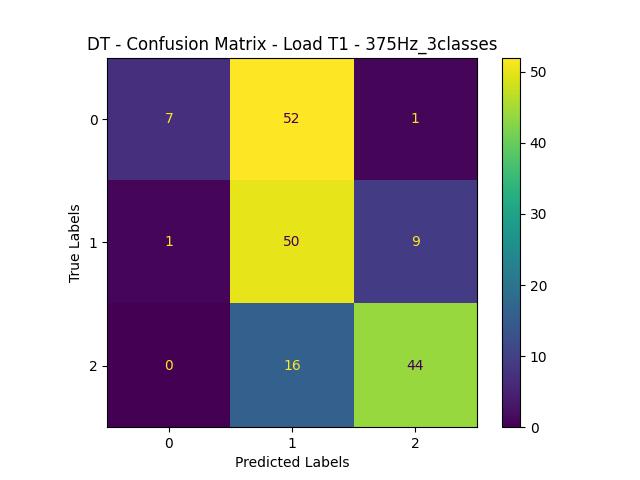 DT - Confusion Matrix - Load T1 - 375Hz_3classes
0 7 52 1
1 1 50 9
2 0 16 44
0 1 2
Predicted Labels
True Labels
50
40
30
20
10
0